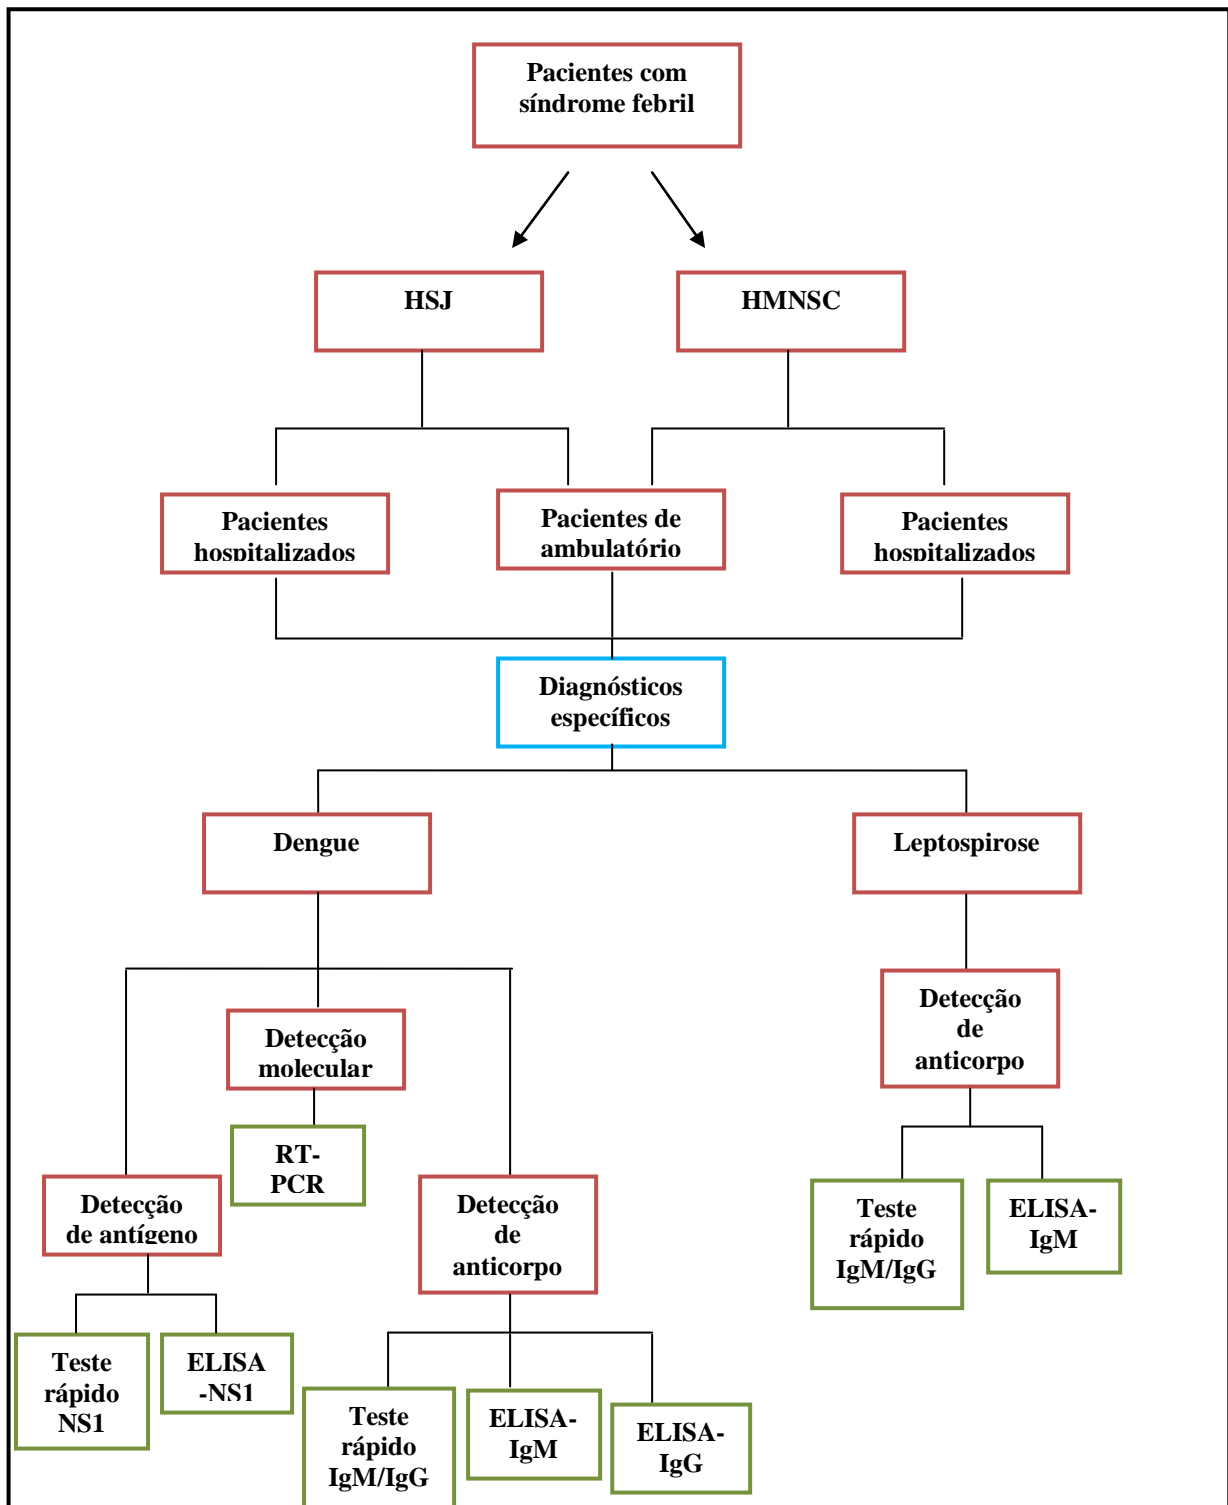 Pacientes com
síndrome febril
HSJ
HMNSC
Pacientes
hospitalizados
Pacientes de
ambulatório
Pacientes
hospitalizados
Diagnósticos
específicos
Dengue
Leptospirose
Detecção
molecular
RT-
PCR
Detecção
de antígeno
Detecção
de
anticorpo
Detecção
de
anticorpo
Teste
rápido
IgM/IgG
ELISA-
IgM
Teste
rápido
NS1
ELISA
-NS1
Teste
rápido
IgM/IgG
ELISA-
IgM
ELISA-
IgG